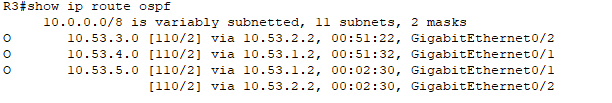 R3#show ip route ospf
10.0.0.0/8 is variably subnetted, 11 subnets, 2 masks
O 10.53.3.0 [110/2] via 10.53.2.2, 00:51:22, GigabitEthernet0/2
O 10.53.4.0 [110/2] via 10.53.1.2, 00:51:32, GigabitEthernet0/1
O 10.53.5.0 [110/2] via 10.53.1.2, 00:02:30, GigabitEthernet0/1
[110/2] via 10.53.2.2, 00:02:30, GigabitEthernet0/2